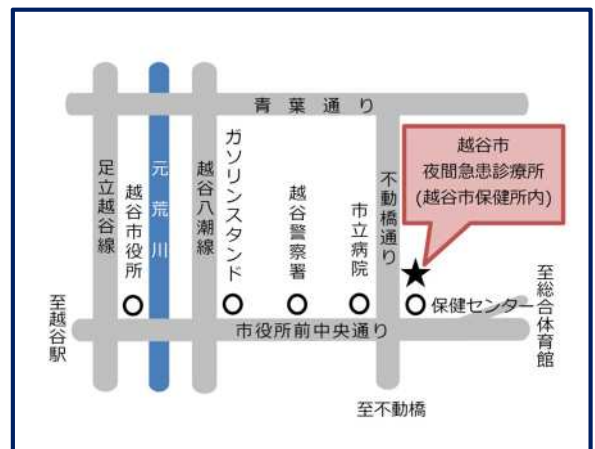 青葉通り
足立越谷線
越谷市役所
元荒川
越谷八潮線
ガソリンスタンド
越谷警察署
市立病院
不動橋通り
越谷市
夜間急患診療所
(越谷市保健所内)
保健センター
至総合体育館
至越谷駅
市役所前中央通り
至不動橋